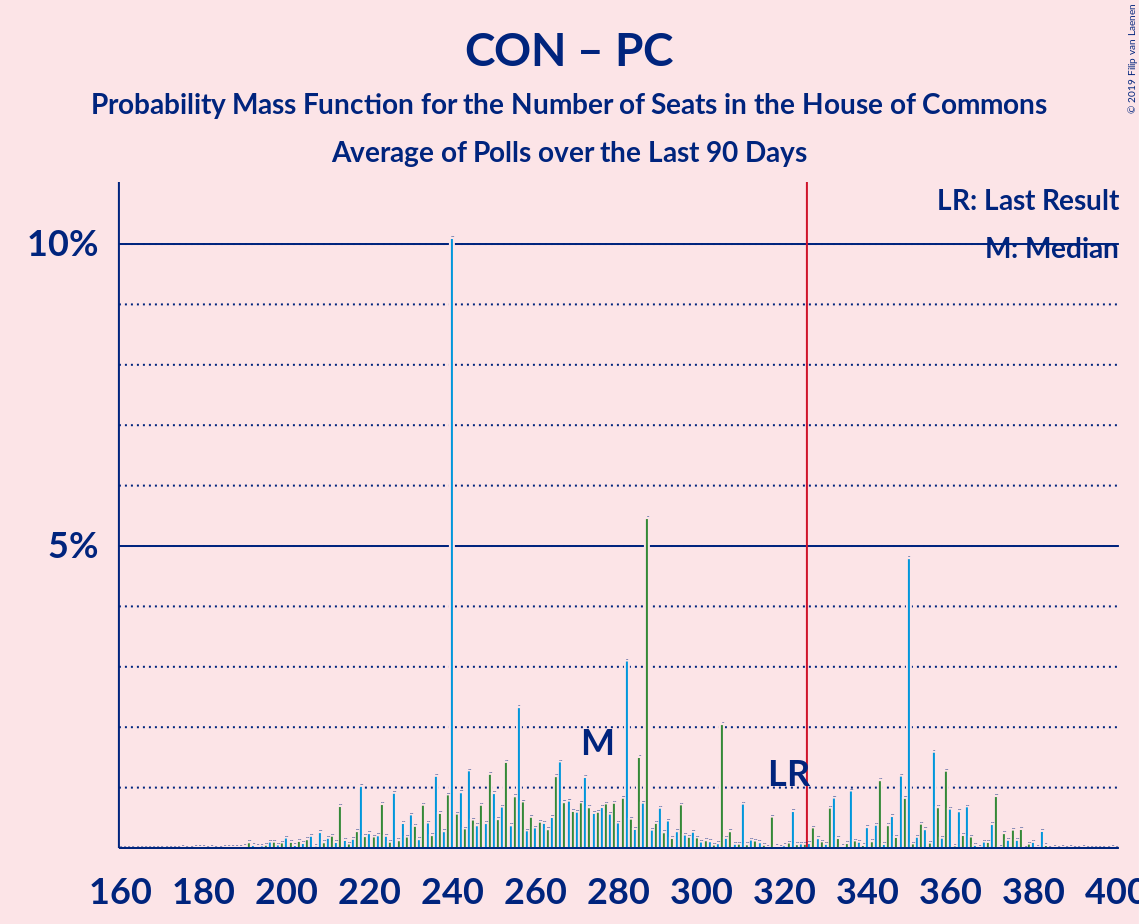 CON – PC
Probability Mass Function for the Number of Seats in the House of Commons
Average of Polls over the Last 90 Days
© 2019 Filip van Laenen
LR: Last Result
M: Median
10%
5%
M
LR
160 180 200 220 240 260 280 300 320 340 360 380 400